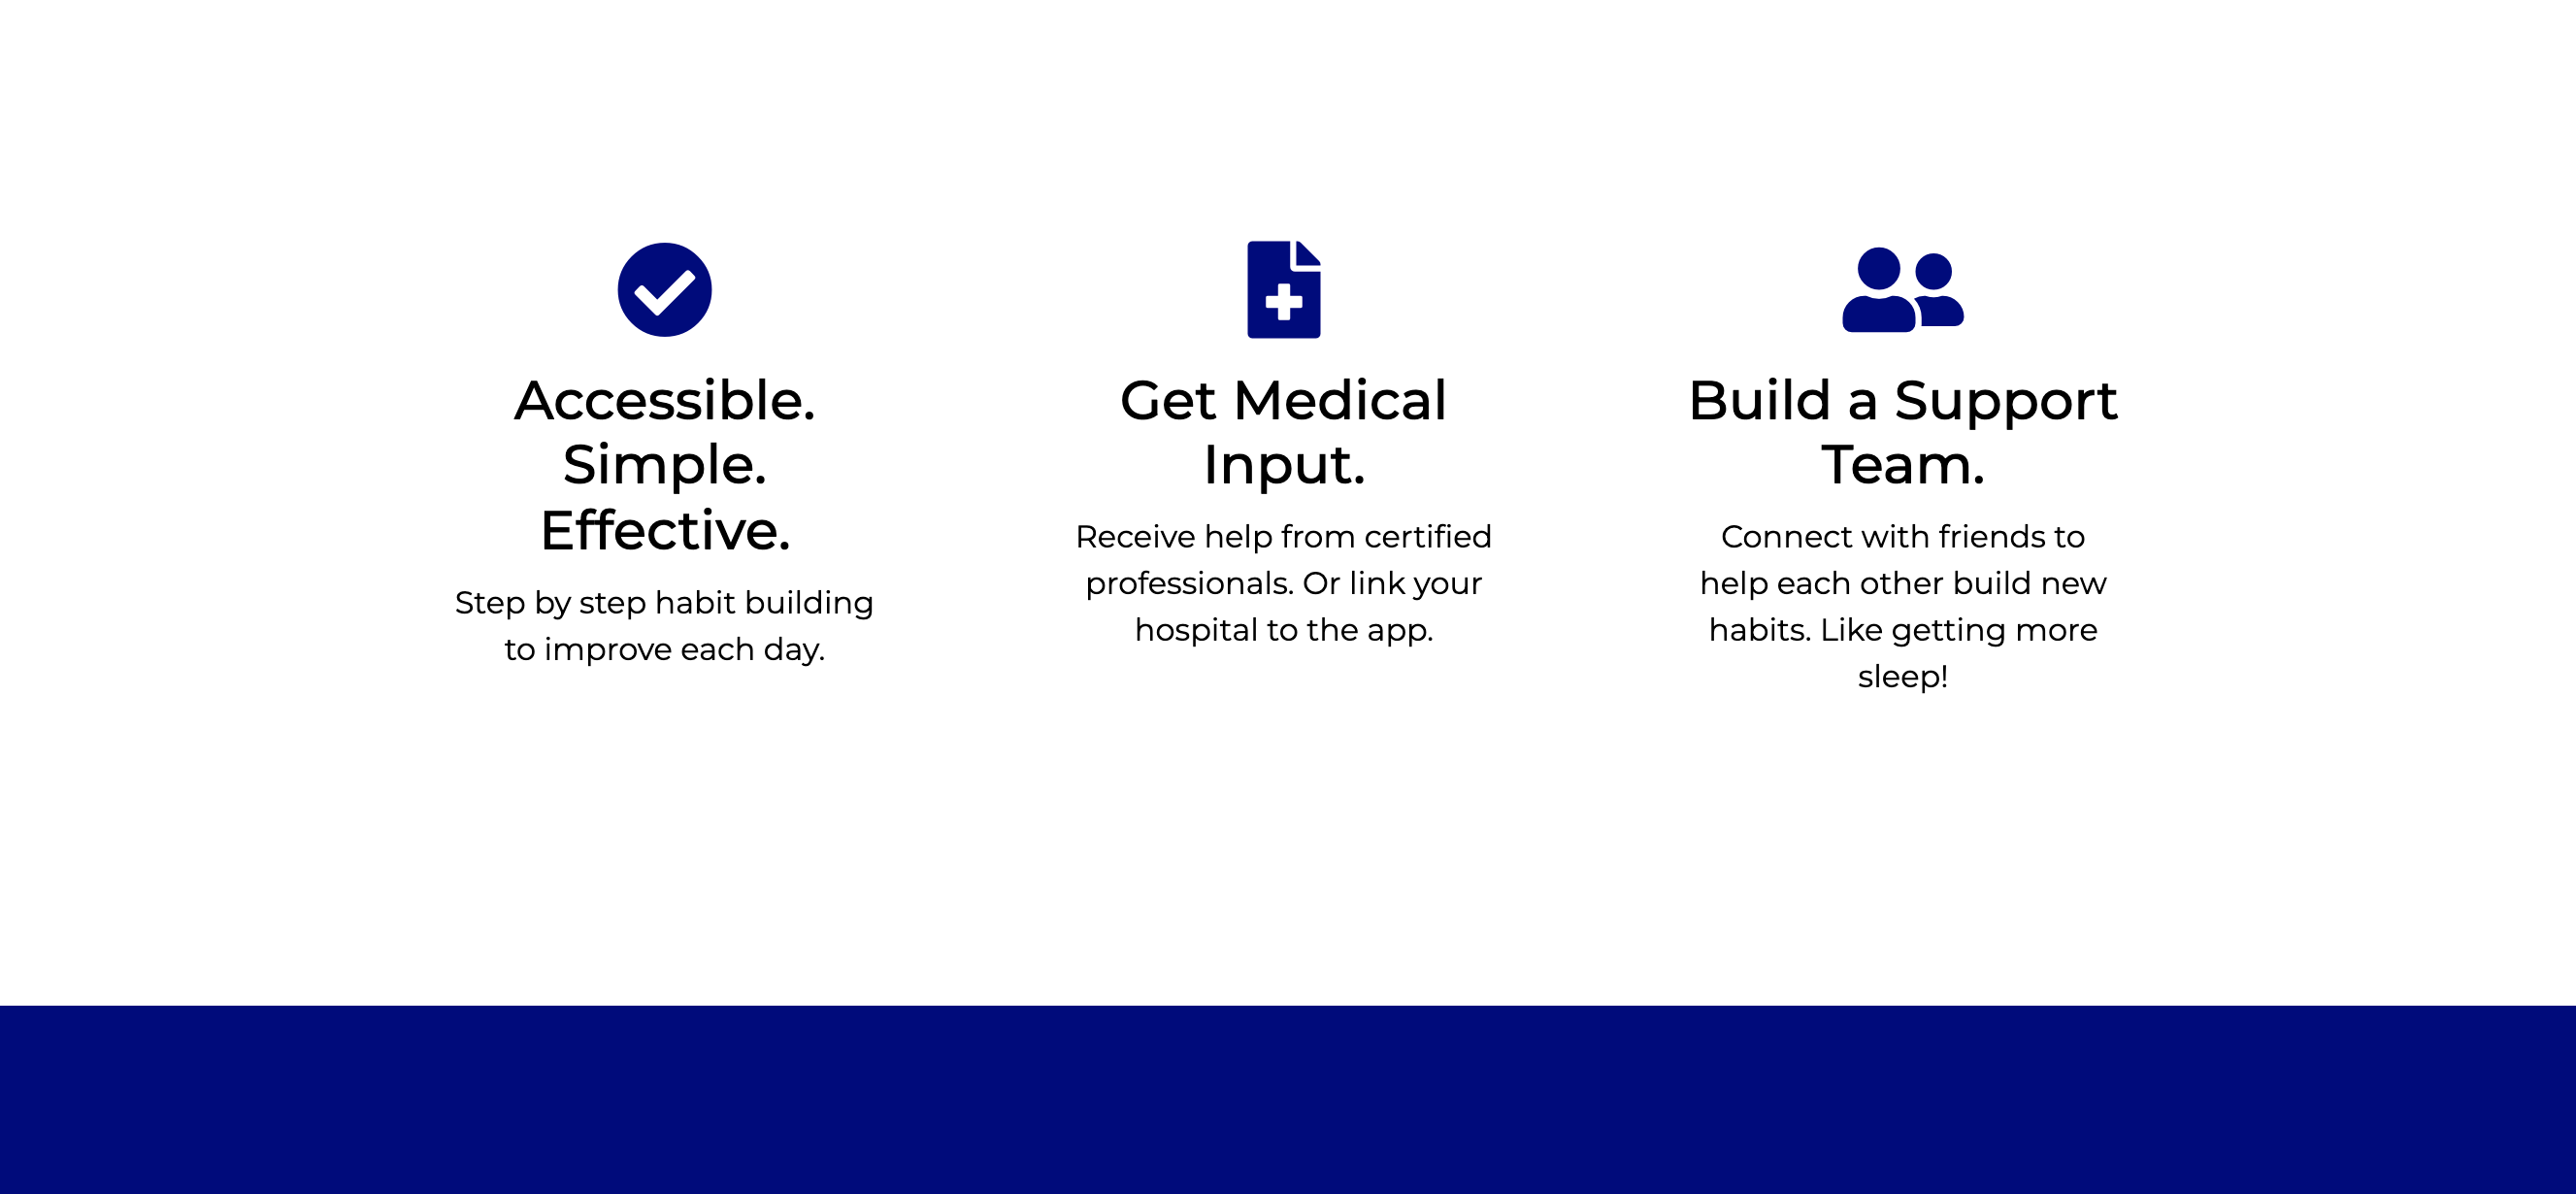 Accessible.
Simple.
Effective.
Step by step habit building
to improve each day.
Get Medical
Input.
Receive help from certified
professionals. Or link your
hospital to the app.
Build a Support
Team.
Connect with friends to
help each other build new
habits. Like getting more
sleep!